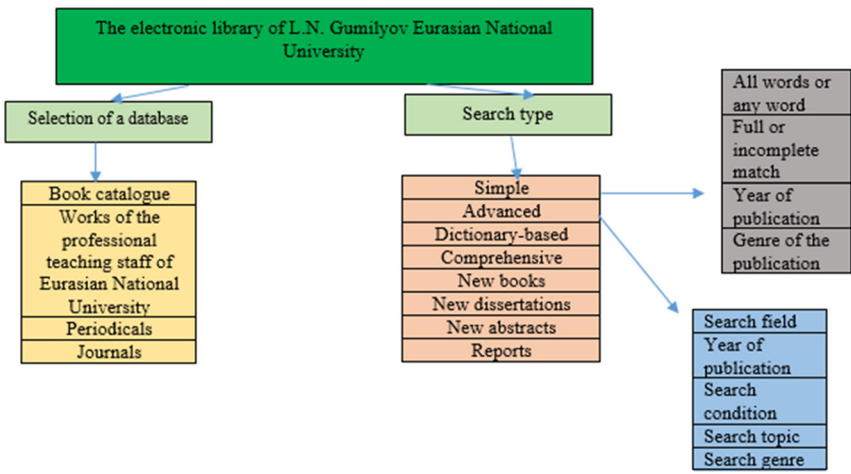 The electronic library of L.N. Gumilyov Eurasian National
University
Selection of a database
Search type
Book catalogue
Works of the
professional
teaching staff of
Eurasian National
University
Periodicals
Journals
Simple
Advanced
Dictionary-based
Comprehensive
New books
New dissertations
New abstracts
Reports
All words or
any word
Full or
incomplete
match
Year of
publication
Genre of the
publication
Search field
Year of
publication
Search
condition
Search topic
Search genre